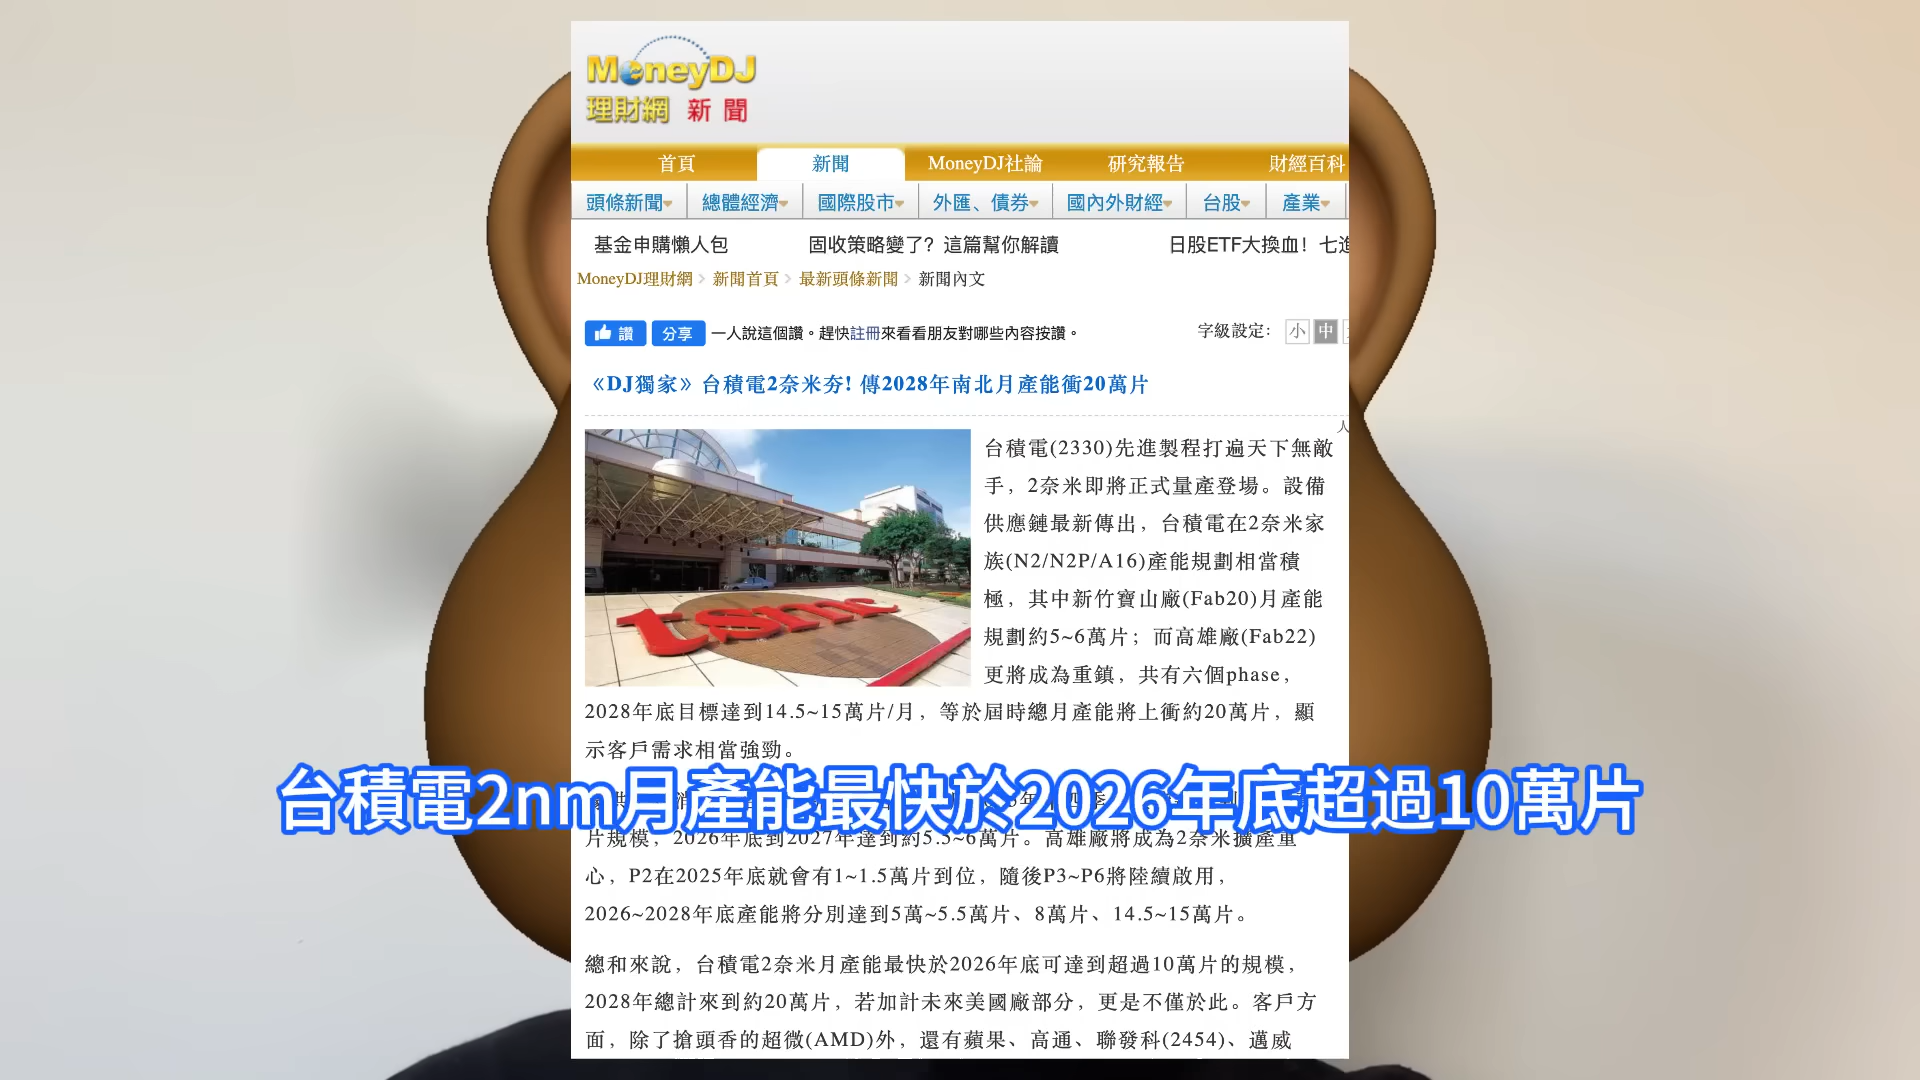 MoneyDJ
理財網 新聞
首頁 新聞 MoneyDJ社論 研究報告 財經百科
頭條新聞 總體經濟 國際股市 外匯、債券 國內外財經 台股 產業
基金申購懶人包 固收策略變了？這篇幫你解讀 日股ETF大換血！七
MoneyDJ理財網 > 新聞首頁 > 最新頭條新聞 > 新聞內文
讚 分享 一人說這個讚。趕快註冊來看看朋友對哪些內容按讚。 字級設定： 小 中
《DJ獨家》台積電2奈米夯! 傳2028年南北月產能衝20萬片
人
台積電(2330)先進製程打遍天下無敵
手，2奈米即將正式量產登場。設備
供應鏈最新傳出，台積電在2奈米家
族(N2/N2P/A16)產能規劃相當積
極，其中新竹寶山廠(Fab20)月產能
規劃約5~6萬片；而高雄廠(Fab22)
更將成為重鎮，共有六個phase，
tsmc
2028年底目標達到14.5~15萬片/月，等於屆時總月產能將上衝約20萬片，顯
示客戶需求相當強勁。
台積電2nm月產能最快於2026年底超過10萬片
片規模，2026年底到2027年達到約5.5~6萬片。高雄廠將成為2奈米擴產重
心，P2在2025年底就會有1~1.5萬片到位，隨後P3~P6將陸續啟用，
2026~2028年底產能將分別達到5萬~5.5萬片、8萬片、14.5~15萬片。
總和來說，台積電2奈米月產能最快於2026年底可達到超過10萬片的規模，
2028年總計來到約20萬片，若加計未來美國廠部分，更是不僅於此。客戶方
面，除了搶頭香的超微(AMD)外，還有蘋果、高通、聯發科(2454)、邁威